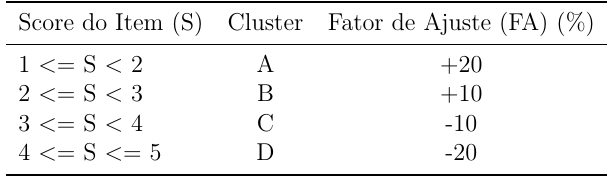 Score do Item (S) Cluster Fator de Ajuste (FA) (%)
1 <= S < 2 A +20
2 <= S < 3 B +10
3 <= S < 4 C -10
4 <= S <= 5 D -20